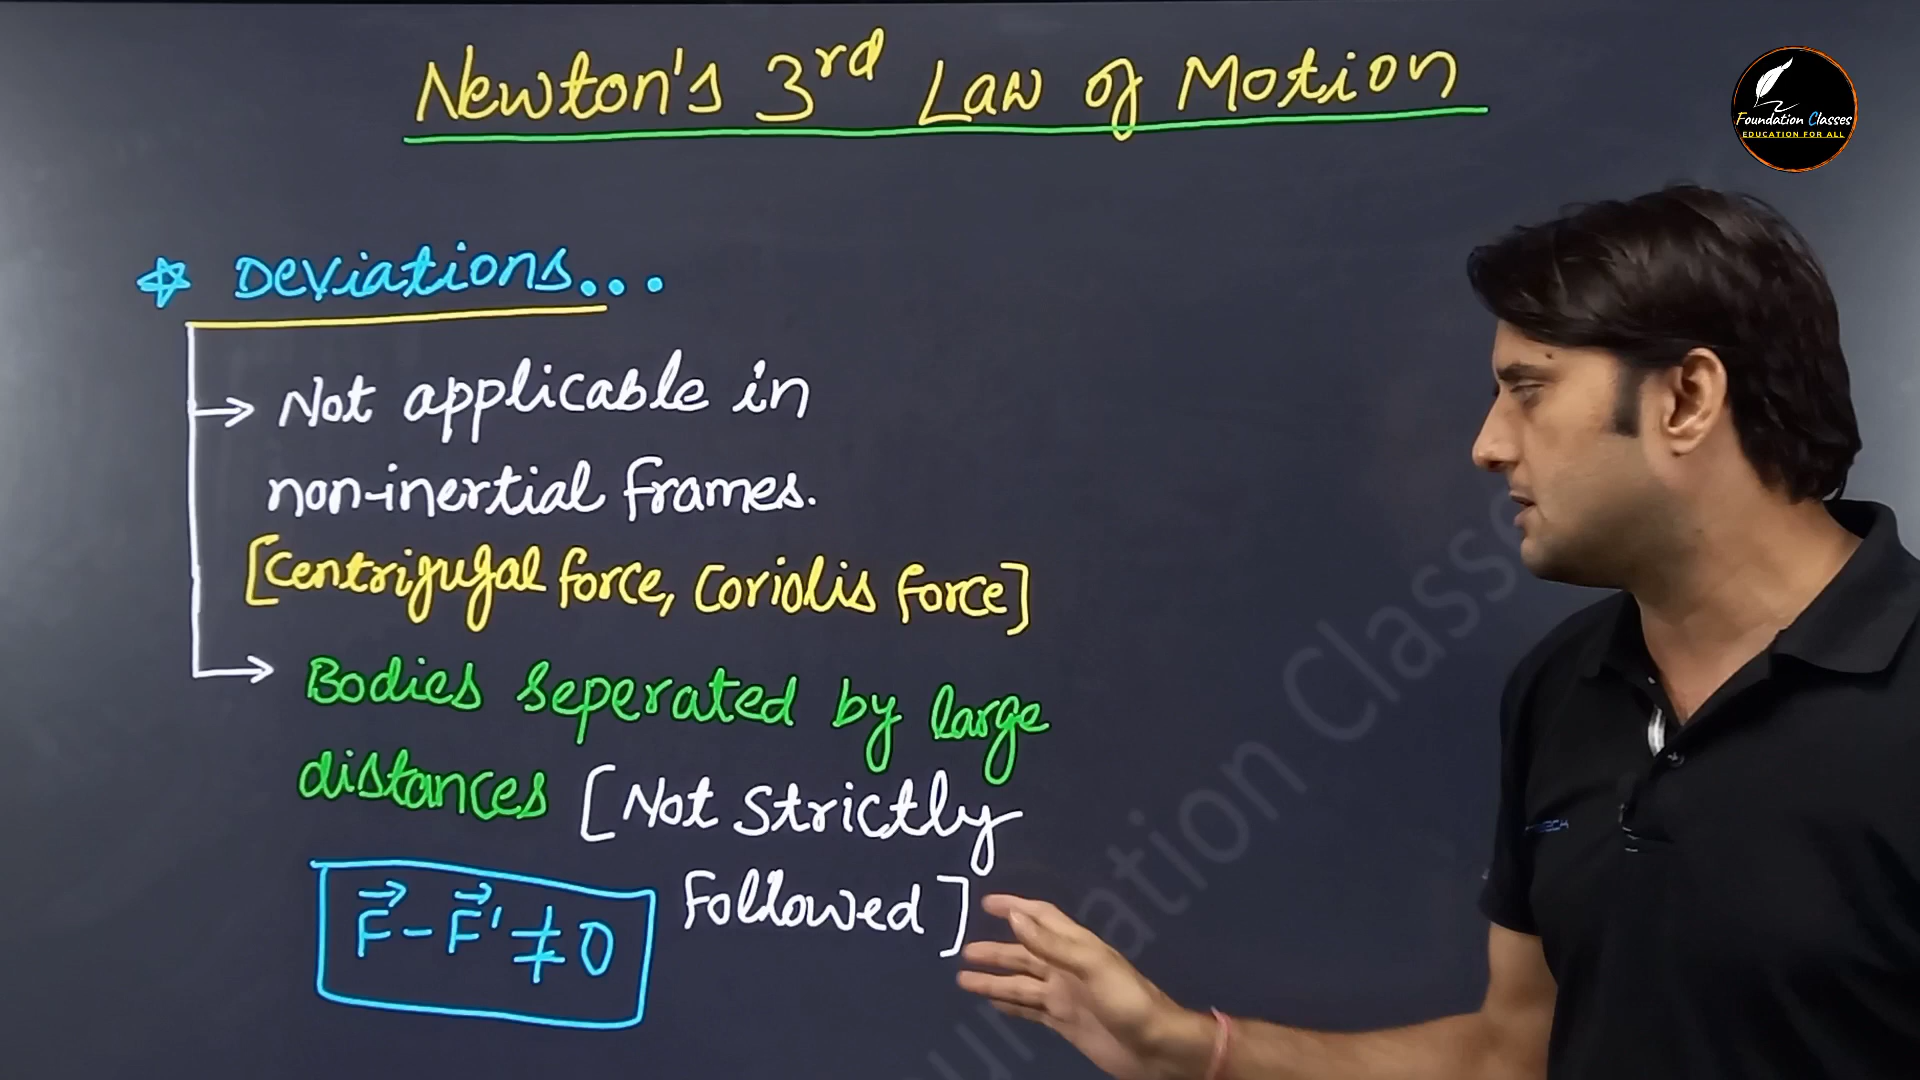 Newton's 3rd Law of Motion
Foundation Classes
EDUCATION FOR ALL
Deviations...
→ Not applicable in
non-inertial frames.
[Centrifugal force, Coriolis force]
→ Bodies seperated by large
distances [Not strictly
followed]
F⃗ - F⃗' ≠ 0
Foundation Classes